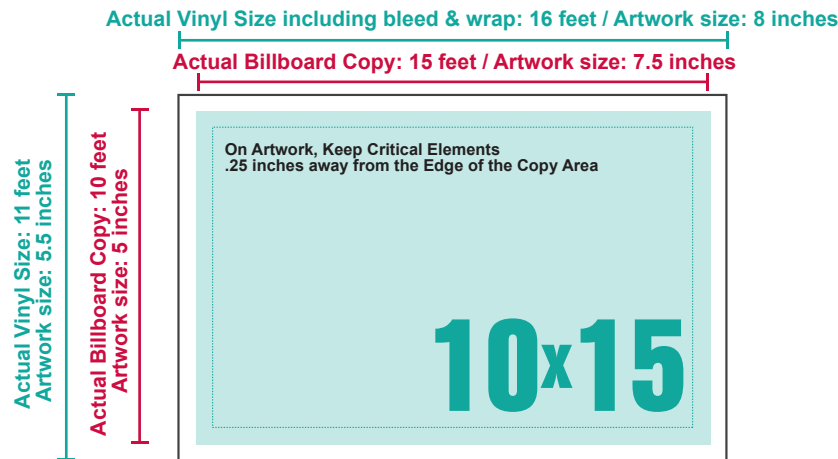 Actual Vinyl Size including bleed & wrap: 16 feet / Artwork size: 8 inches
Actual Billboard Copy: 15 feet / Artwork size: 7.5 inches
Actual Vinyl Size: 11 feet
Artwork size: 5.5 inches
Actual Billboard Copy: 10 feet
Artwork size: 5 inches
On Artwork, Keep Critical Elements
.25 inches away from the Edge of the Copy Area
10x15